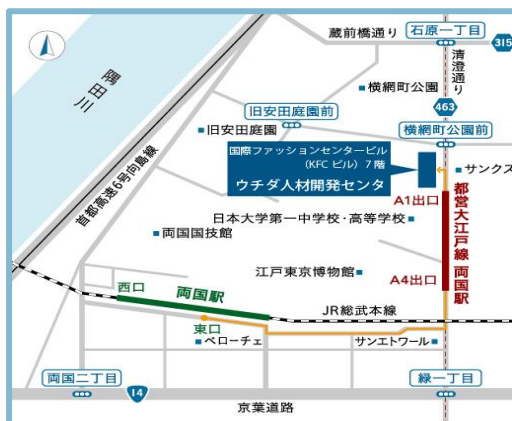 蔵前橋通り
石原一丁目
315
清澄通り
隅田川
横網町公園
463
旧安田庭園前
旧安田庭園
横網町公園前
国際ファッションセンタービル
(KFC ビル) 7階
ウチダ人材開発センタ
サンクス
首都高速6号向島線
A1出口
日本大学第一中学校・高等学校
両国国技館
都営大江戸線 両国駅
江戸東京博物館
A4出口
西口
両国駅
JR総武本線
東口
ベローチェ
サンエトワール
両国二丁目
14
緑一丁目
京葉道路